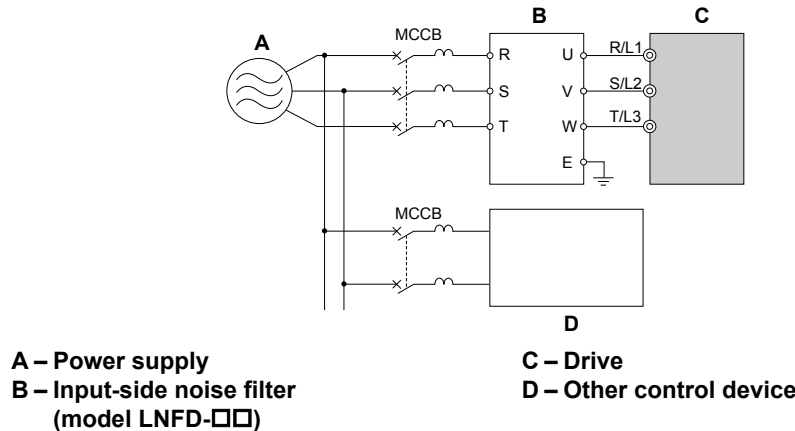 A
MCCB
B
C
R
U
R/L1
S
V
S/L2
T
W
T/L3
E
MCCB
D
A – Power supply
B – Input-side noise filter
(model LNFD-□□)
C – Drive
D – Other control device